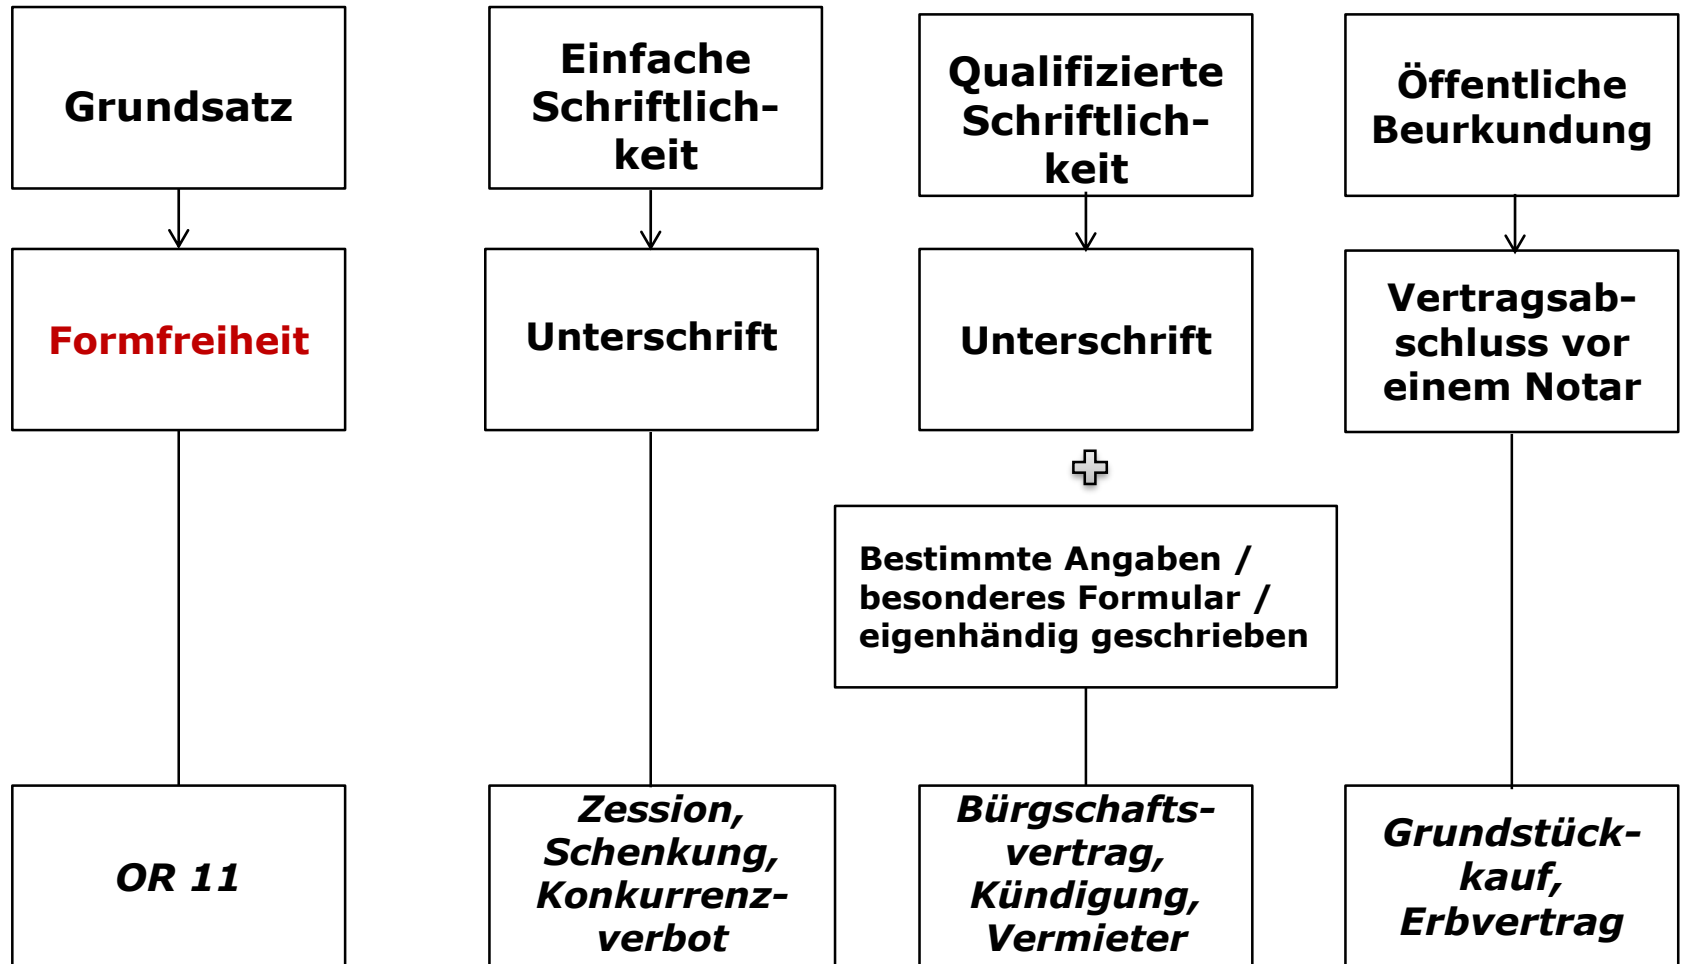 Grundsatz
Einfache
Schriftlich-
keit
Qualifizierte
Schriftlich-
keit
Öffentliche
Beurkundung
Formfreiheit
Unterschrift
Unterschrift
Vertragsab-
schluss vor
einem Notar
Bestimmte Angaben /
besonderes Formular /
eigenhändig geschrieben
OR 11
Zession,
Schenkung,
Konkurrenz-
verbot
Bürgschafts-
vertrag,
Kündigung,
Vermieter
Grundstück-
kauf,
Erbvertrag